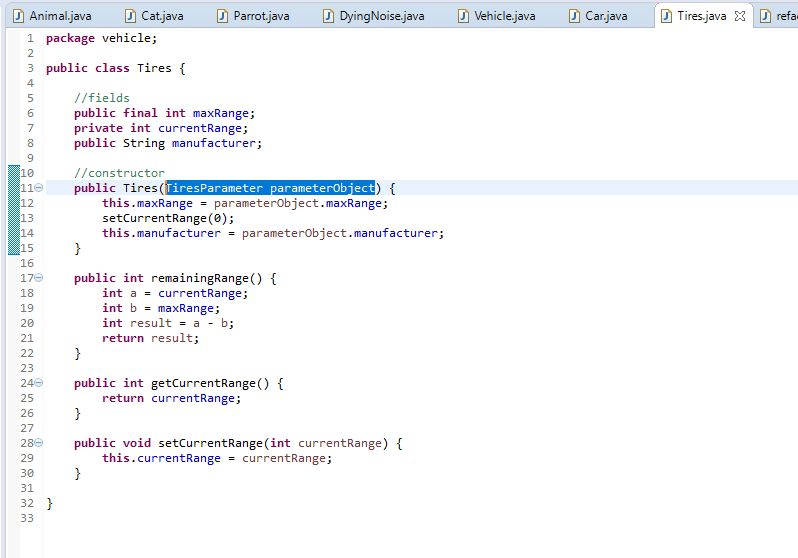 Animal.java Cat.java Parrot.java DyingNoise.java Vehicle.java Car.java Tires.java refac
1 package vehicle;
2
3 public class Tires {
4
5 //fields
6 public final int maxRange;
7 private int currentRange;
8 public String manufacturer;
9
10 //constructor
11 public Tires(TiresParameter parameterObject) {
12 this.maxRange = parameterObject.maxRange;
13 setCurrentRange(0);
14 this.manufacturer = parameterObject.manufacturer;
15 }
16
17 public int remainingRange() {
18 int a = currentRange;
19 int b = maxRange;
20 int result = a - b;
21 return result;
22 }
23
24 public int getCurrentRange() {
25 return currentRange;
26 }
27
28 public void setCurrentRange(int currentRange) {
29 this.currentRange = currentRange;
30 }
31
32 }
33